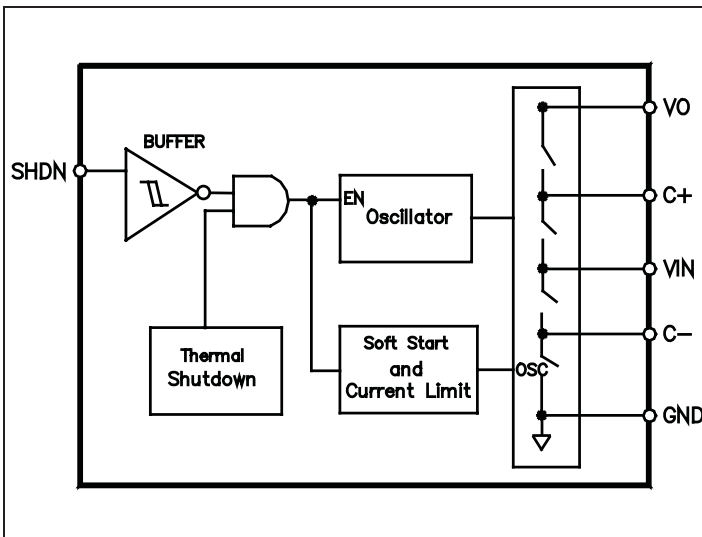 BUFFER
SHDN
EN
Oscillator
Thermal
Shutdown
Soft Start
and
Current Limit
OSC
VO
C+
VIN
C−
GND